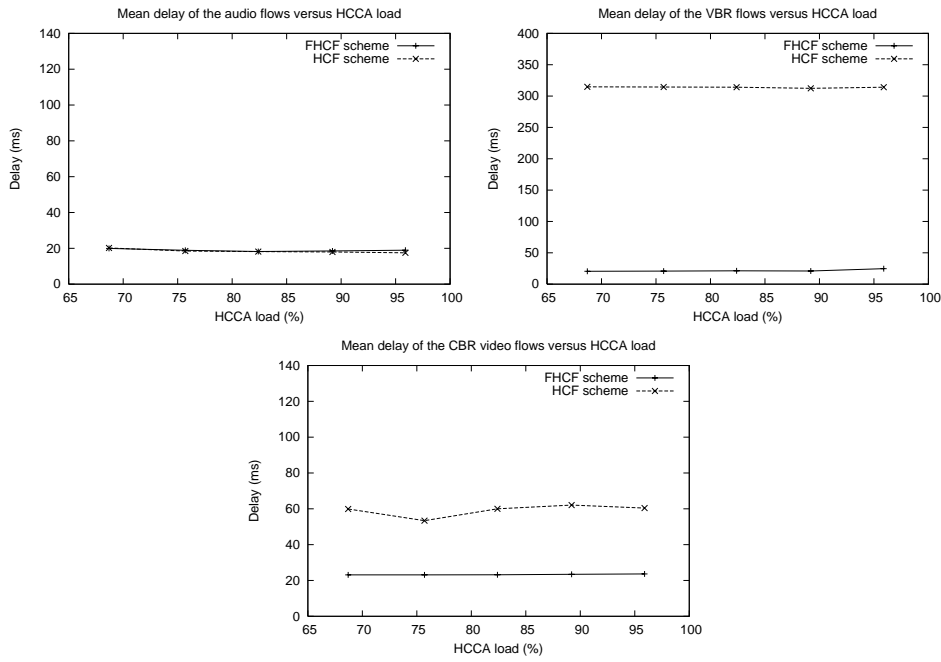 Mean delay of the audio flows versus HCCA load
140
120
100
80
60
40
20
0
65 70 75 80 85 90 95 100
Delay (ms)
HCCA load (%)
FHCF scheme
HCF scheme
Mean delay of the VBR flows versus HCCA load
400
350
300
250
200
150
100
50
0
65 70 75 80 85 90 95 100
Delay (ms)
HCCA load (%)
FHCF scheme
HCF scheme
Mean delay of the CBR video flows versus HCCA load
140
120
100
80
60
40
20
0
65 70 75 80 85 90 95 100
Delay (ms)
HCCA load (%)
FHCF scheme
HCF scheme